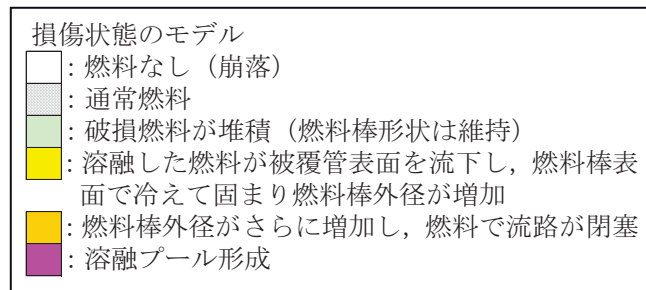 損傷状態のモデル
：燃料なし（崩落）
：通常燃料
：破損燃料が堆積（燃料棒形状は維持）
：溶融した燃料が被覆管表面を流下し，燃料棒表
面で冷えて固まり燃料棒外径が増加
：燃料棒外径がさらに増加し，燃料で流路が閉塞
：溶融プール形成